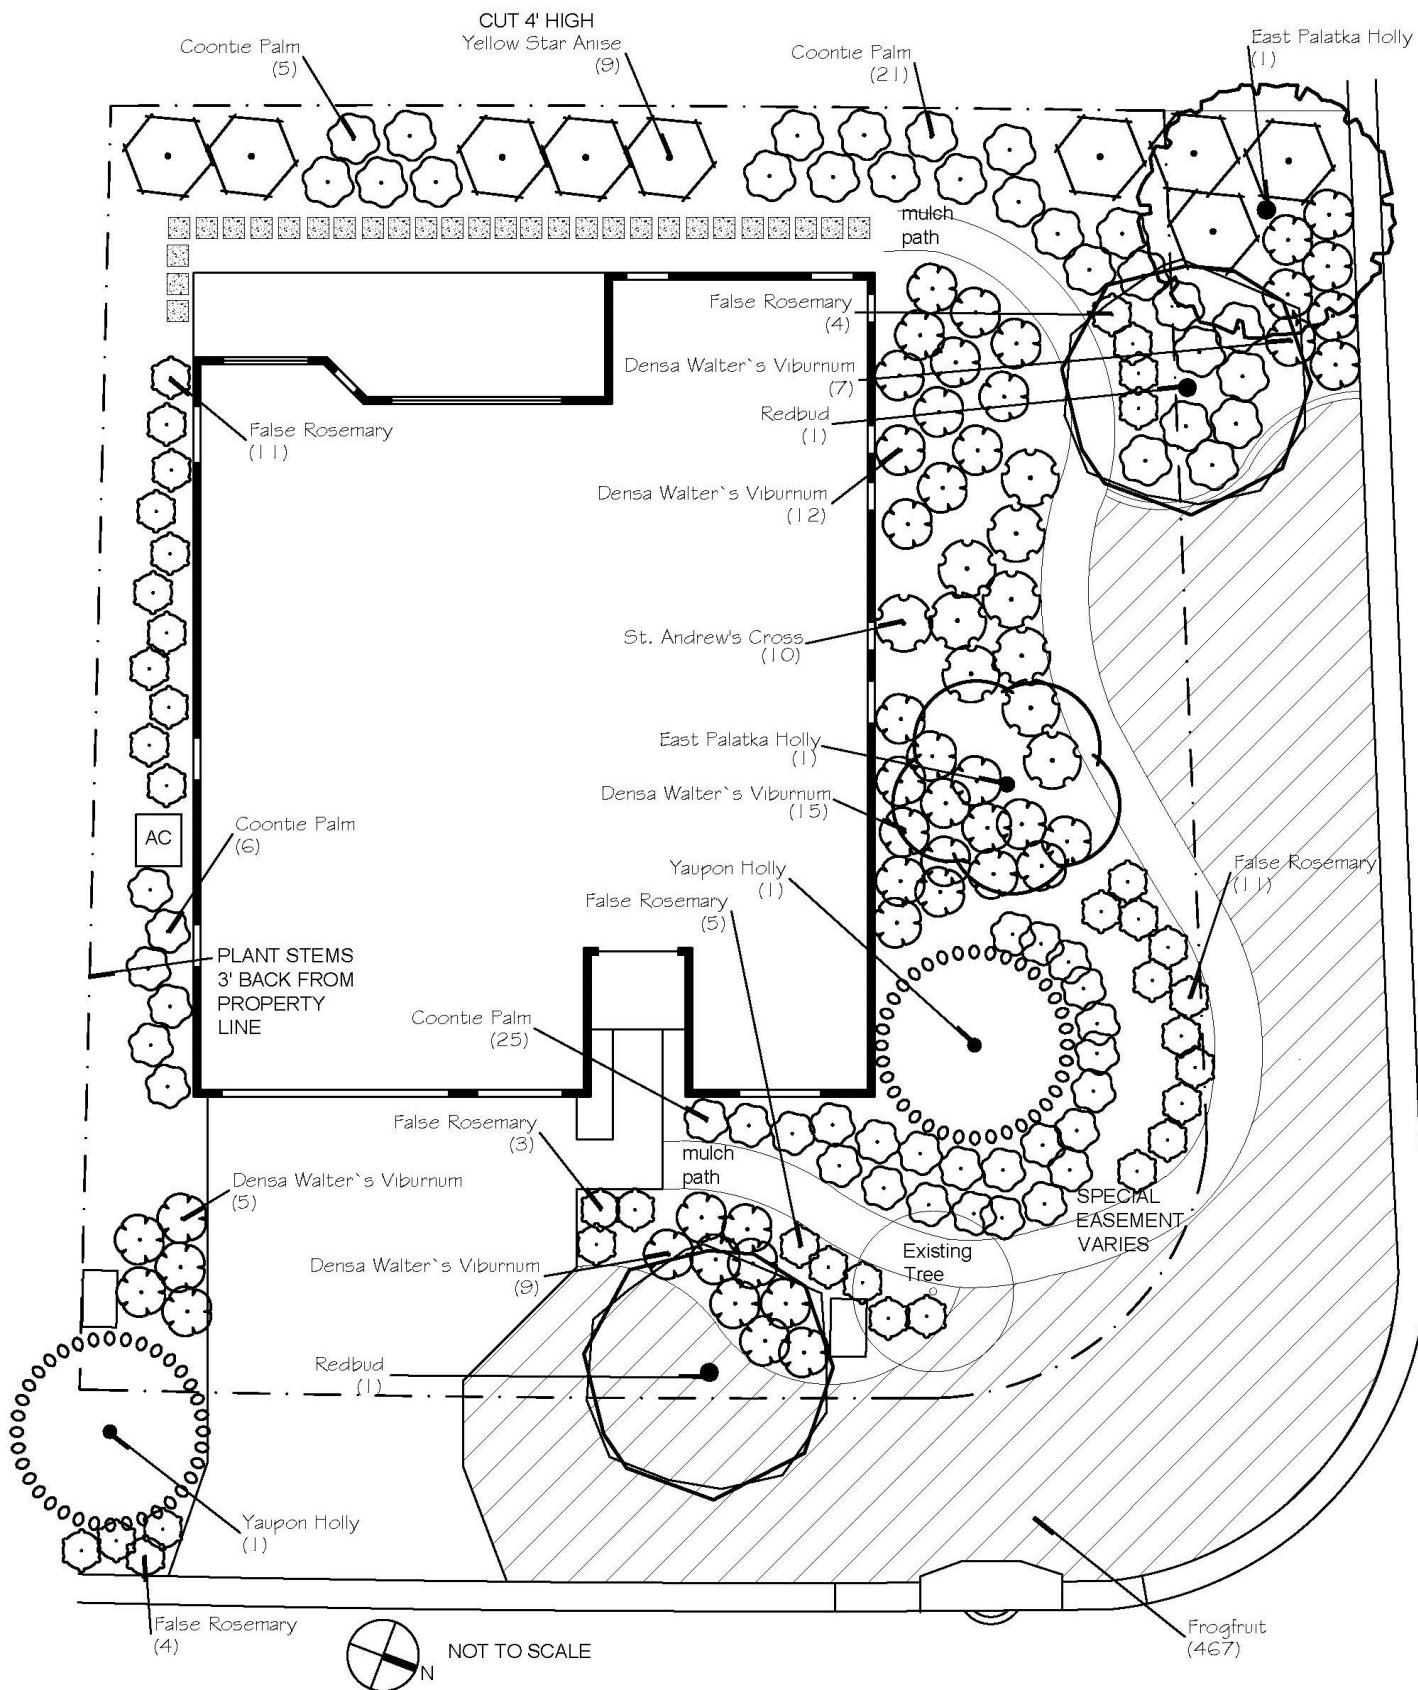 CUT 4' HIGH
Yellow Star Anise
(9)
Coontie Palm
(5)
Coontie Palm
(21)
East Palatka Holly
(1)
mulch
path
False Rosemary
(4)
Densa Walter`s Viburnum
(7)
Redbud
(1)
False Rosemary
(11)
Densa Walter`s Viburnum
(12)
St. Andrew's Cross
(10)
East Palatka Holly
(1)
Densa Walter`s Viburnum
(15)
AC
Coontie Palm
(6)
Yaupon Holly
(1)
False Rosemary
(11)
False Rosemary
(5)
PLANT STEMS
3' BACK FROM
PROPERTY
LINE
Coontie Palm
(25)
False Rosemary
(3)
mulch
path
Densa Walter`s Viburnum
(5)
SPECIAL
EASEMENT
VARIES
Existing
Tree
Densa Walter`s Viburnum
(9)
Redbud
(1)
Yaupon Holly
(1)
False Rosemary
(4)
Frogfruit
(467)
N
NOT TO SCALE